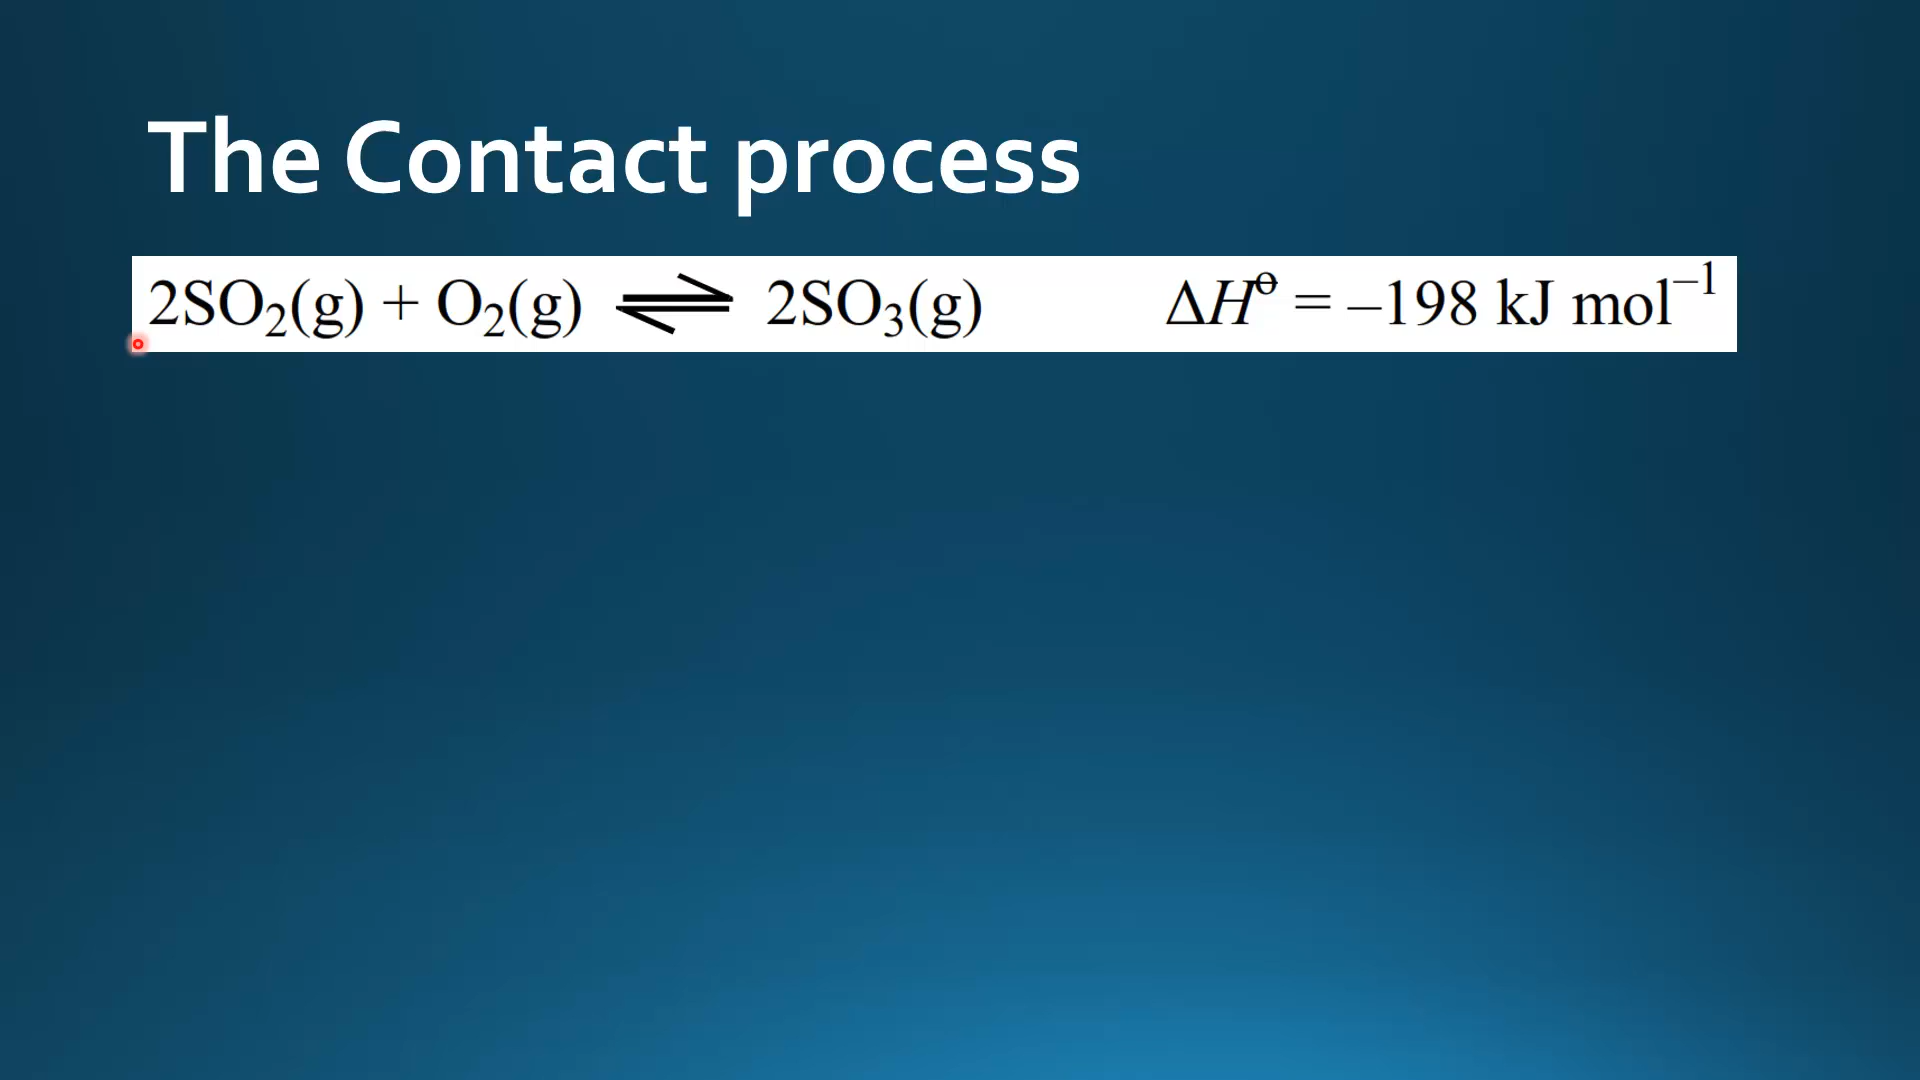 The Contact process
2SO₂(g) + O₂(g) ⇌ 2SO₃(g) ΔH⦵ = –198 kJ mol⁻¹